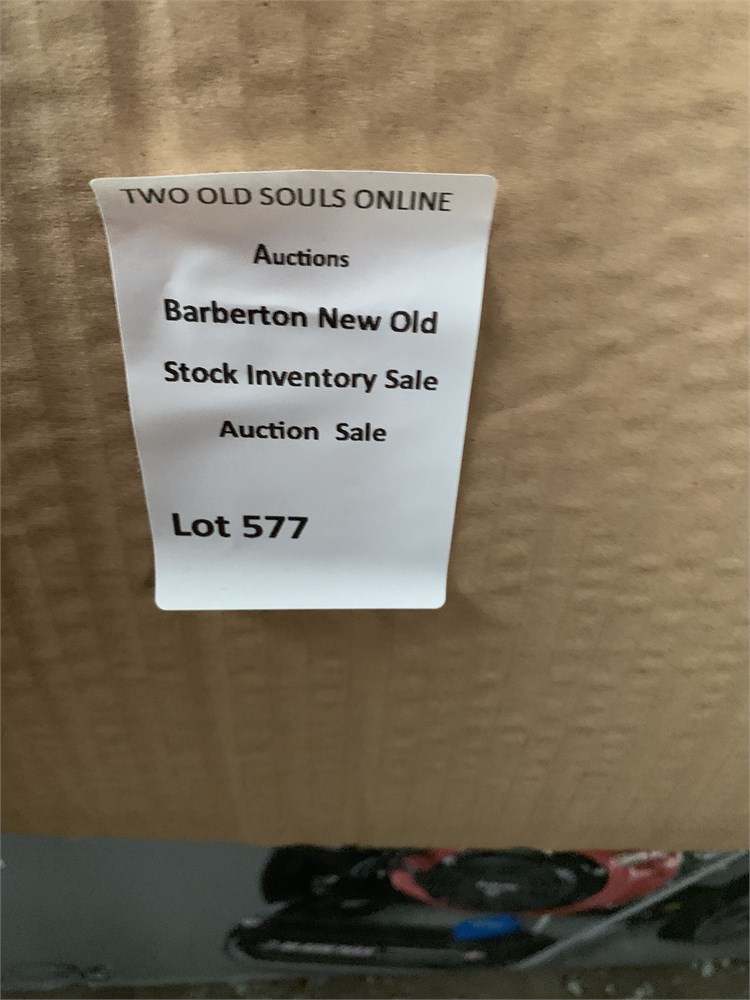 TWO OLD SOULS ONLINE
Auctions
Barberton New Old
Stock Inventory Sale
Auction Sale
Lot 577